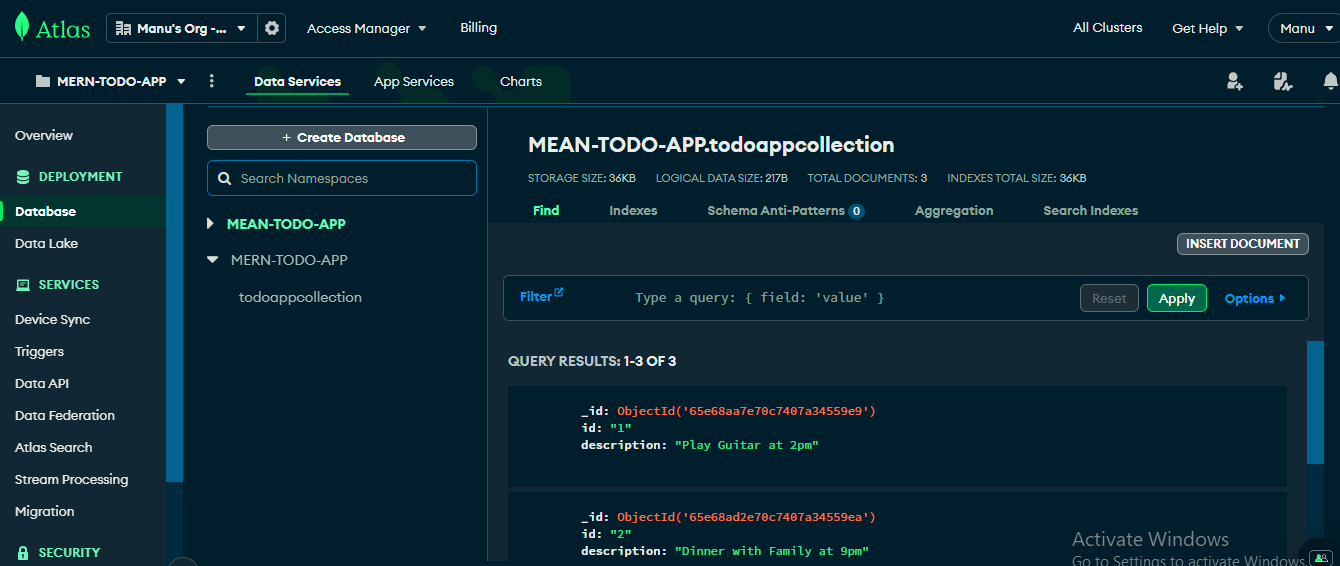 Atlas
Manu's Org -...
Access Manager
Billing
All Clusters
Get Help
Manu
MERN-TODO-APP
Data Services
App Services
Charts
Overview
DEPLOYMENT
Database
Data Lake
SERVICES
Device Sync
Triggers
Data API
Data Federation
Atlas Search
Stream Processing
Migration
SECURITY
+ Create Database
Search Namespaces
MEAN-TODO-APP
MERN-TODO-APP
todoappcollection
MEAN-TODO-APP.todoappcollection
STORAGE SIZE: 36KB LOGICAL DATA SIZE: 217B TOTAL DOCUMENTS: 3 INDEXES TOTAL SIZE: 36KB
Find Indexes Schema Anti-Patterns 0 Aggregation Search Indexes
INSERT DOCUMENT
Filter Type a query: { field: 'value' } Reset Apply Options
QUERY RESULTS: 1-3 OF 3
_id: ObjectId('65e68aa7e70c7407a34559e9')
id: "1"
description: "Play Guitar at 2pm"
_id: ObjectId('65e68ad2e70c7407a34559ea')
id: "2"
description: "Dinner with Family at 9pm"
Activate Windows
Go to Settings to activate Windows.